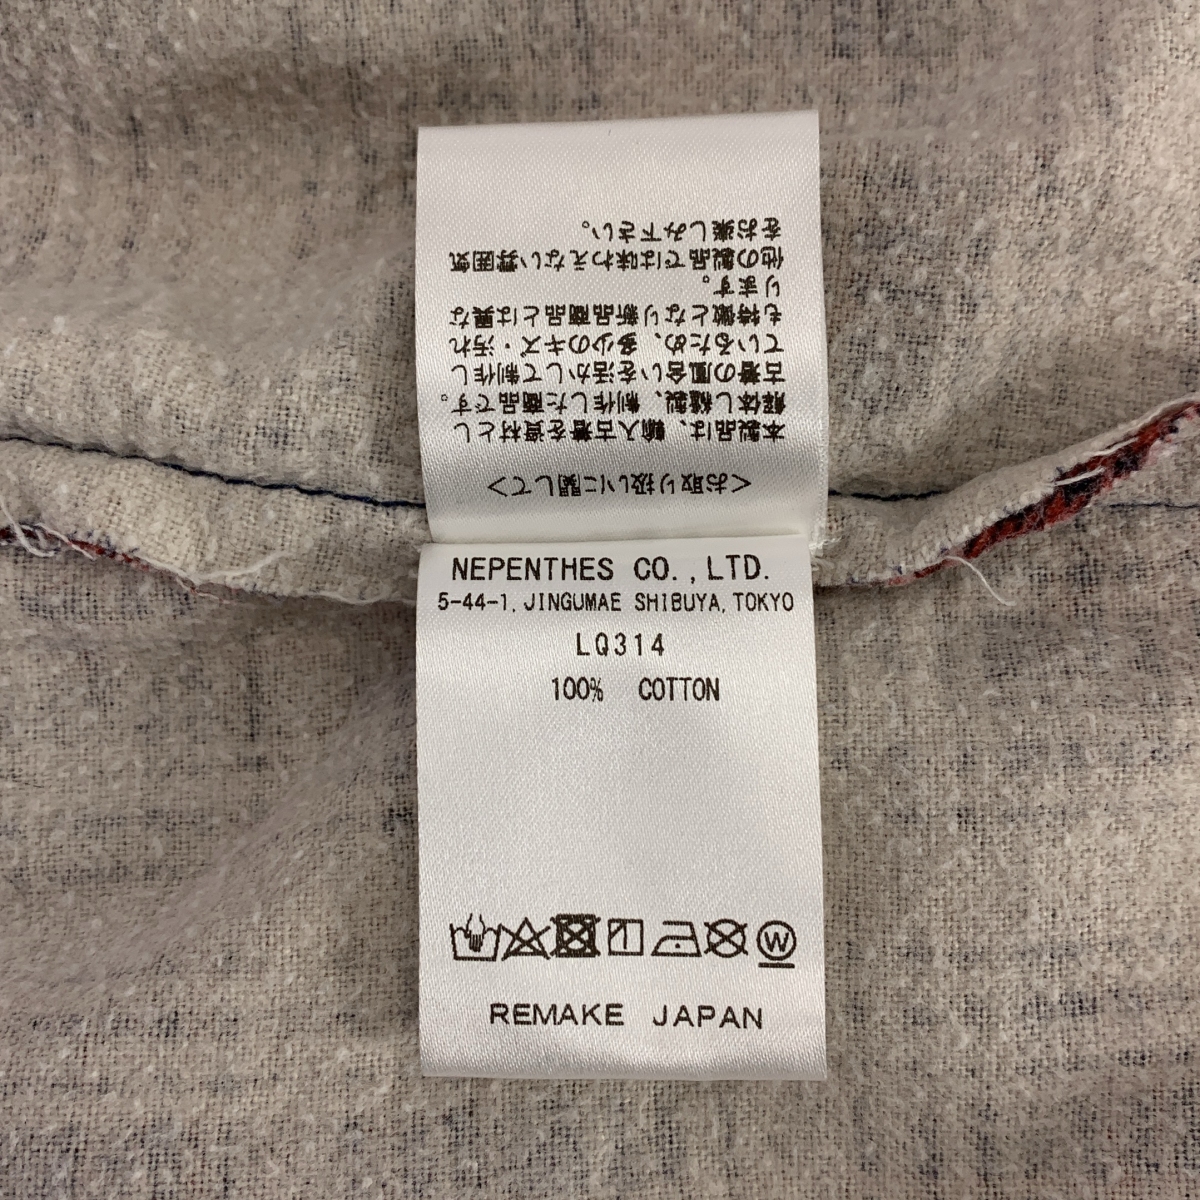 <お取り扱いに関して>
本製品は、輸入古着を資材とし
解体し縫製、制作した商品です。
古着の風合いを活かして制作し
ているため、多少のキズ・汚れ
も特徴となり新品商品とは異な
ります。
他の製品では味わえない雰囲気
をお楽しみ下さい。
NEPENTHES CO.,LTD.
5-44-1, JINGUMAE SHIBUYA, TOKYO
LQ314
100% COTTON
W
REMAKE JAPAN